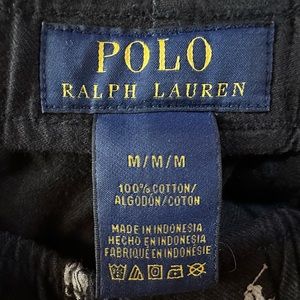 POLO
RALPH LAUREN
M/M/M
100% COTTON/
ALGODÓN/COTON
MADE IN INDONESIA
HECHO EN INDONESIA
FABRIQUÉ EN INDONÉSIE